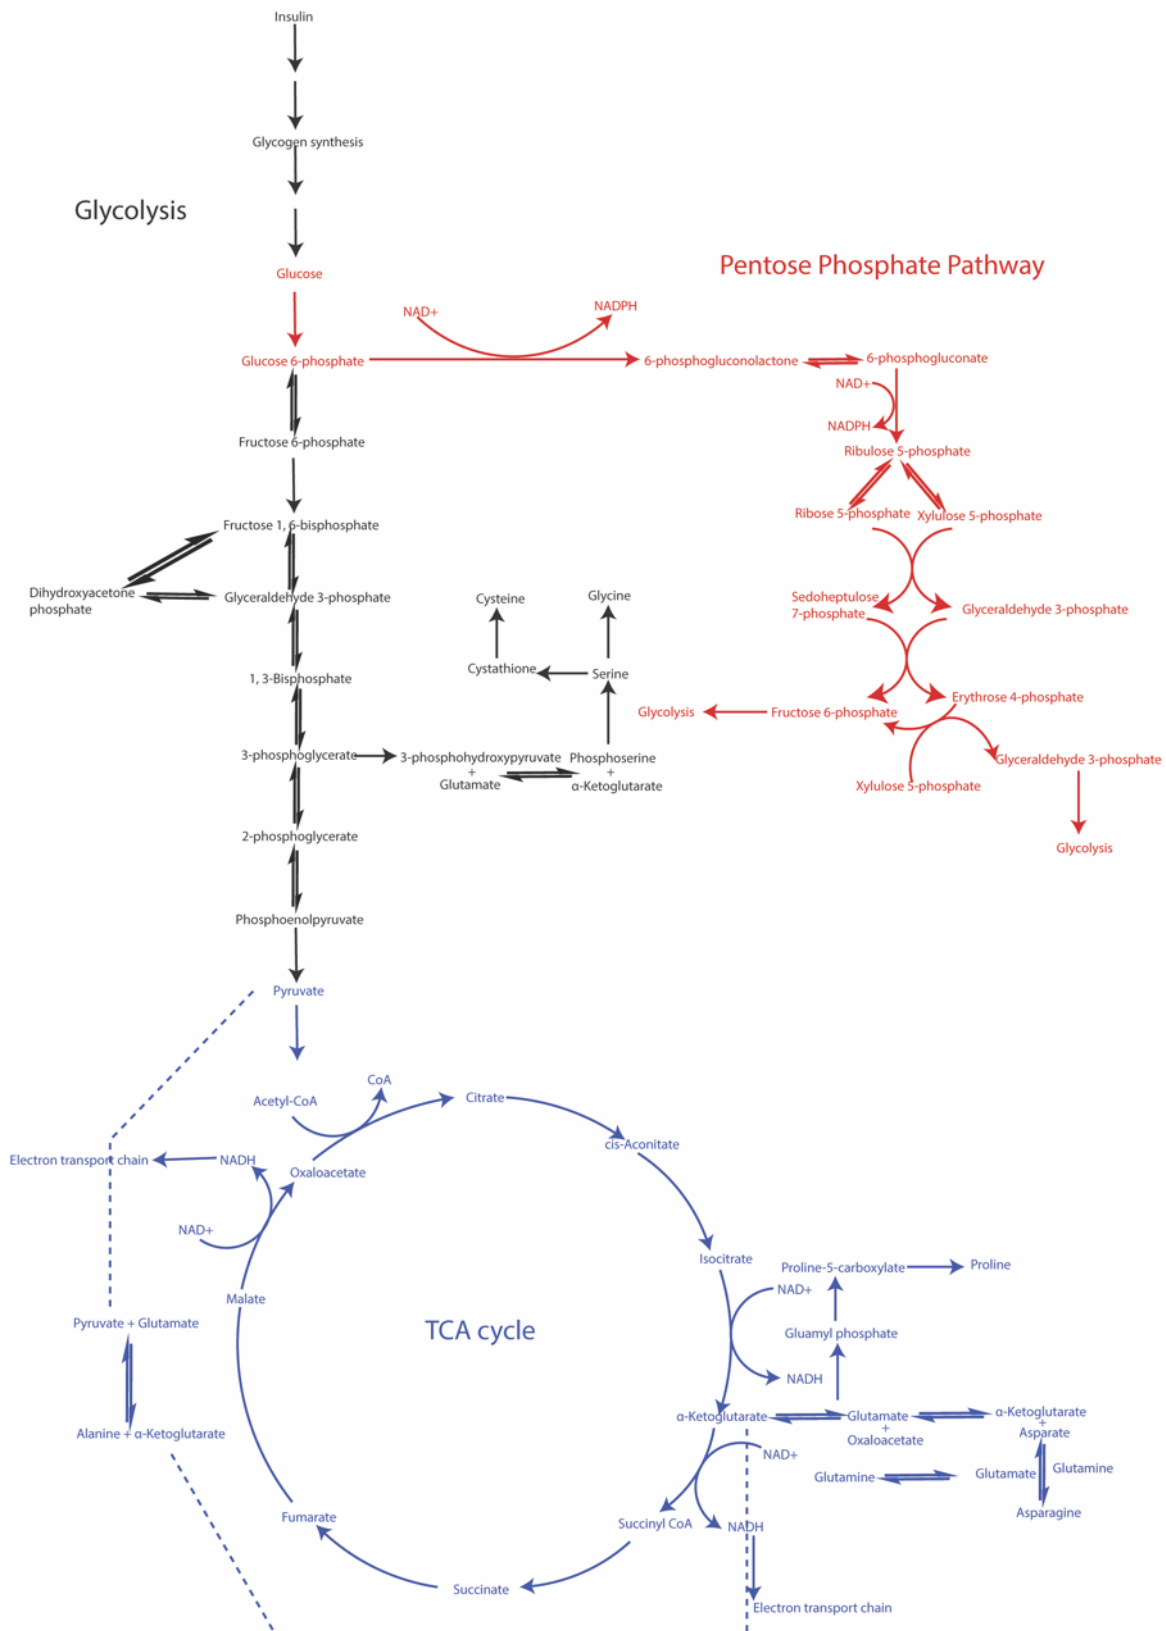 Insulin
Glycogen synthesis
Glycolysis
Glucose
Pentose Phosphate Pathway
NAD+
NADPH
Glucose 6-phosphate
6-phosphogluconolactone
6-phosphogluconate
NAD+
NADPH
Fructose 6-phosphate
Ribulose 5-phosphate
Ribose 5-phosphate
Xylulose 5-phosphate
Fructose 1, 6-bisphosphate
Dihydroxyacetone
phosphate
Glyceraldehyde 3-phosphate
Cysteine
Glycine
Sedoheptulose
7-phosphate
Glyceraldehyde 3-phosphate
1, 3-Bisphosphate
Cystathione
Serine
Erythrose 4-phosphate
Glycolysis
Fructose 6-phosphate
3-phosphoglycerate
3-phosphohydroxypyruvate
+
Glutamate
Phosphoserine
+
α-Ketoglutarate
Glyceraldehyde 3-phosphate
Xylulose 5-phosphate
2-phosphoglycerate
Glycolysis
Phosphoenolpyruvate
Pyruvate
Acetyl-CoA
CoA
Citrate
cis-Aconitate
Electron transport chain
NADH
Oxaloacetate
NAD+
Isocitrate
Proline-5-carboxylate
Proline
NAD+
Malate
Pyruvate + Glutamate
TCA cycle
Gluamyl phosphate
NADH
Alanine + α-Ketoglutarate
α-Ketoglutarate
Glutamate
+
Oxaloacetate
α-Ketoglutarate
+
Asparate
NAD+
Glutamine
Glutamate
Glutamine
Asparagine
Fumarate
Succinyl CoA
NADH
Succinate
Electron transport chain